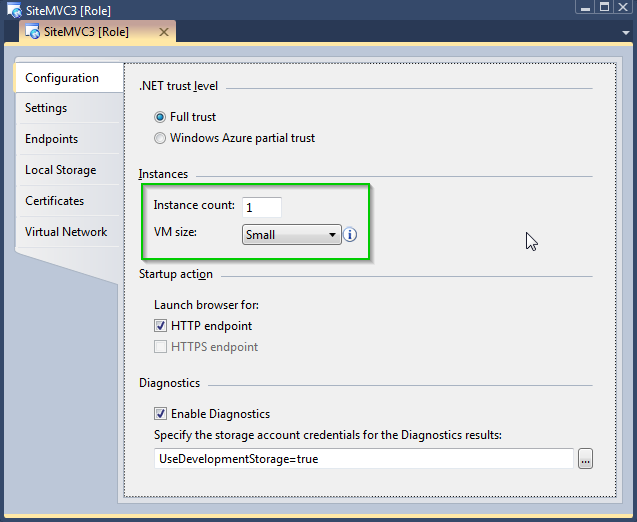 SiteMVC3 [Role]
SiteMVC3 [Role]
Configuration
Settings
Endpoints
Local Storage
Certificates
Virtual Network
.NET trust level
Full trust
Windows Azure partial trust
Instances
Instance count: 1
VM size: Small
Startup action
Launch browser for:
HTTP endpoint
HTTPS endpoint
Diagnostics
Enable Diagnostics
Specify the storage account credentials for the Diagnostics results:
UseDevelopmentStorage=true ...